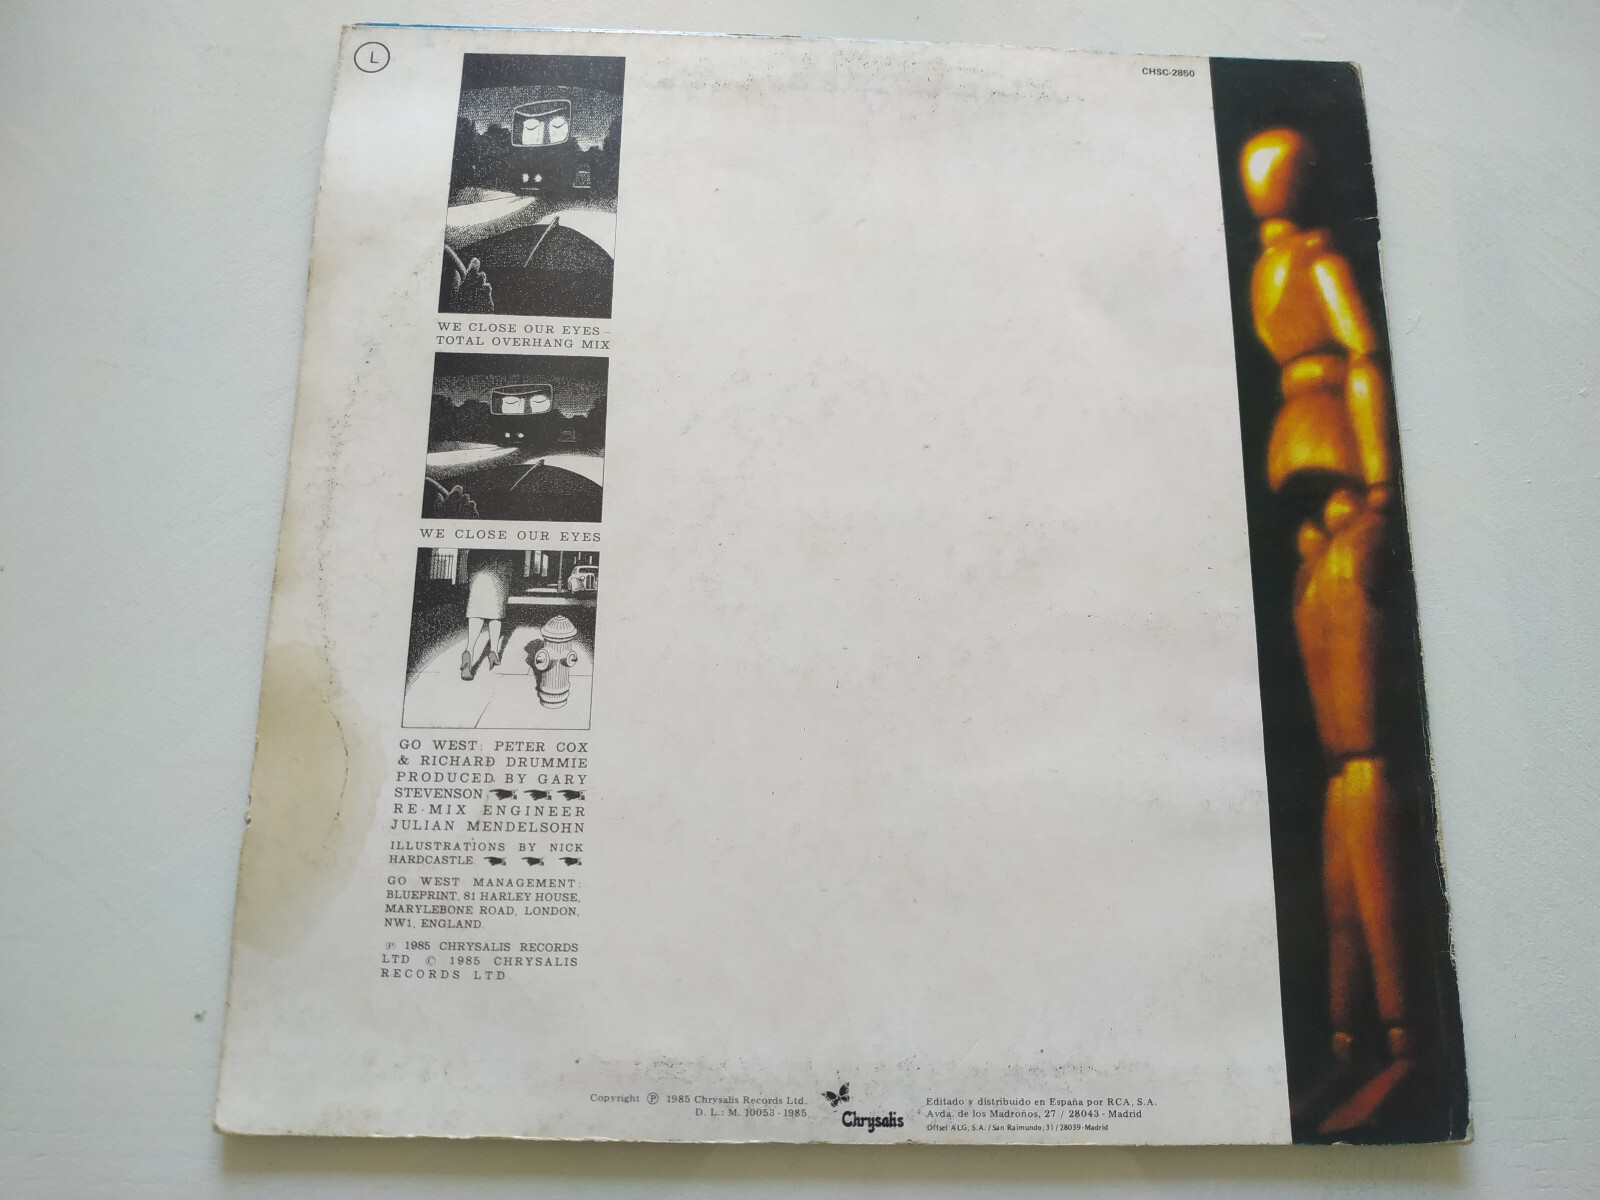 L
CHSC-2850
WE CLOSE OUR EYES –
TOTAL OVERHANG MIX
WE CLOSE OUR EYES
GO WEST: PETER COX
& RICHARD DRUMMIE
PRODUCED BY GARY
STEVENSON
RE-MIX ENGINEER
JULIAN MENDELSOHN
ILLUSTRATIONS BY NICK
HARDCASTLE
GO WEST MANAGEMENT:
BLUEPRINT, 81 HARLEY HOUSE,
MARYLEBONE ROAD, LONDON,
NW1, ENGLAND.
℗ 1985 CHRYSALIS RECORDS
LTD © 1985 CHRYSALIS
RECORDS LTD
Copyright ℗ 1985 Chrysalis Records Ltd.
D. L.: M. 10053 - 1985
Chrysalis
Editado y distribuido en España por RCA, S.A.
Avda. de los Madroños, 27 / 28043 - Madrid
Offset ALG, S.A. / San Raimundo, 31 / 28039 - Madrid